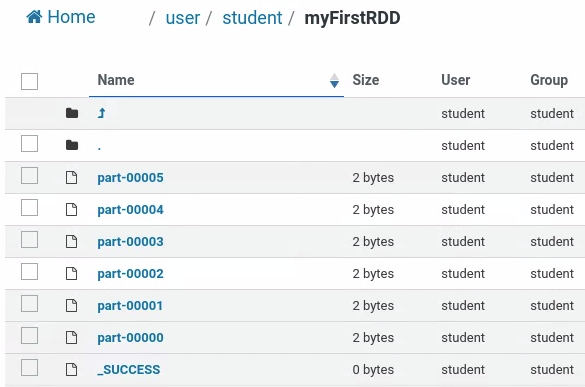 Home / user / student / myFirstRDD
Name Size User Group
student student
. student student
part-00005 2 bytes student student
part-00004 2 bytes student student
part-00003 2 bytes student student
part-00002 2 bytes student student
part-00001 2 bytes student student
part-00000 2 bytes student student
_SUCCESS 0 bytes student student